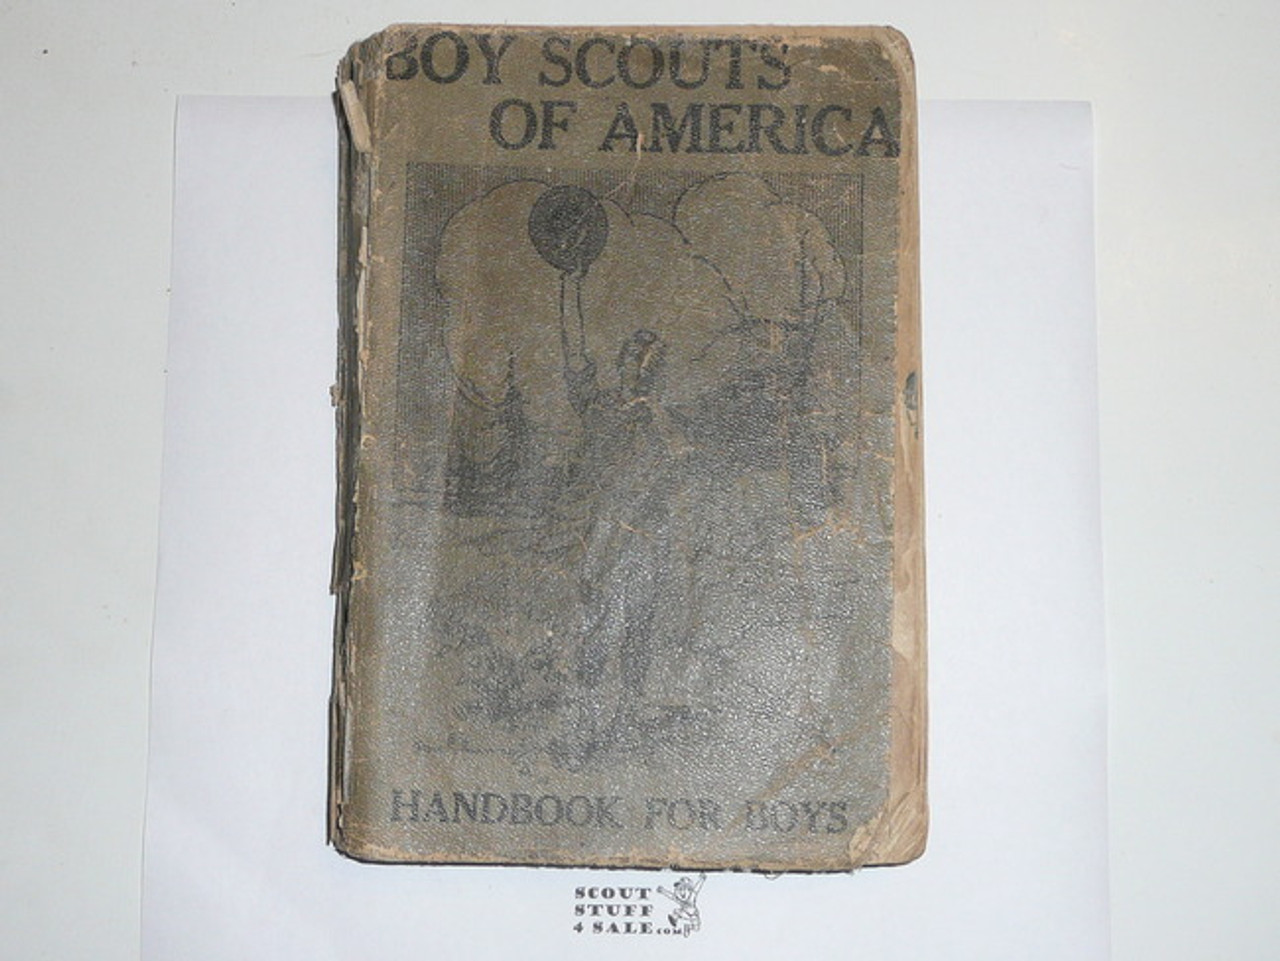 BOY SCOUTS
OF AMERICA
HANDBOOK FOR BOYS
SCOUT
STUFF
4 SALE.COM